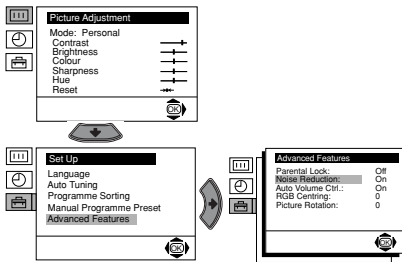 Picture Adjustment
Mode: Personal
Contrast
Brightness
Colour
Sharpness
Hue
Reset
OK
Set Up
Language
Auto Tuning
Programme Sorting
Manual Programme Preset
Advanced Features
OK
Advanced Features
Parental Lock: Off
Noise Reduction: On
Auto Volume Ctrl.: On
RGB Centring: 0
Picture Rotation: 0
OK